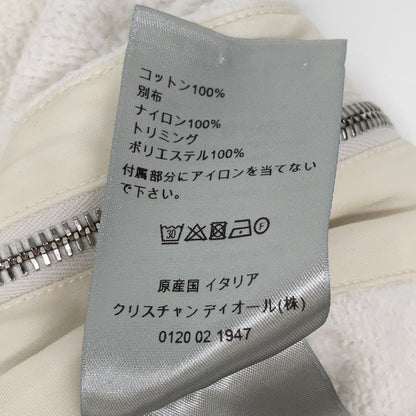 コットン100%
別布
ナイロン100%
トリミング
ポリエステル100%
付属部分にアイロンを当てない
で下さい。
30 F
原産国 イタリア
クリスチャン ディオール(株)
0120 02 1947